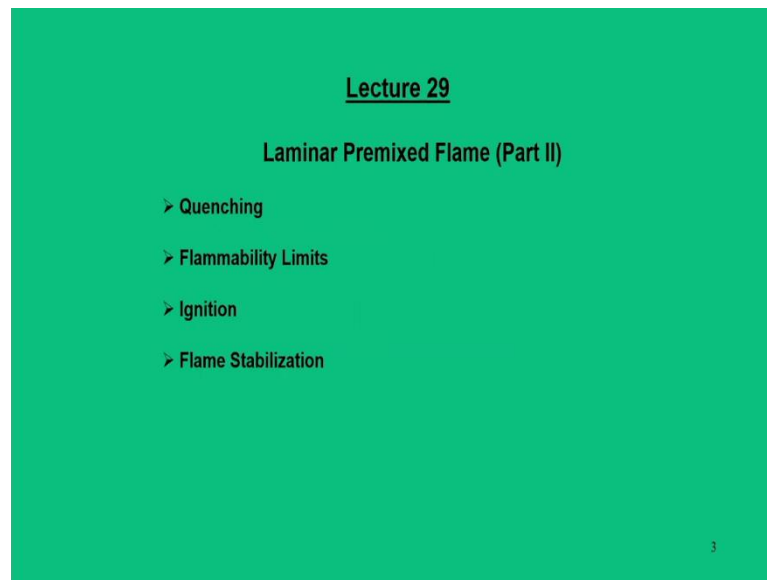 Lecture 29
Laminar Premixed Flame (Part II)
➢ Quenching
➢ Flammability Limits
➢ Ignition
➢ Flame Stabilization
3